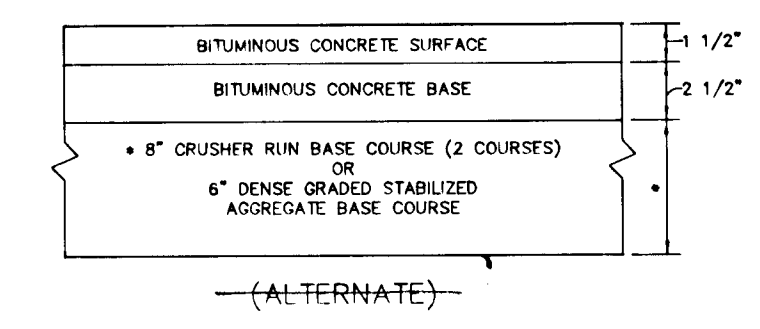 BITUMINOUS CONCRETE SURFACE
1 1/2"
BITUMINOUS CONCRETE BASE
2 1/2"
* 8" CRUSHER RUN BASE COURSE (2 COURSES)
OR
6" DENSE GRADED STABILIZED
AGGREGATE BASE COURSE
*
(ALTERNATE)